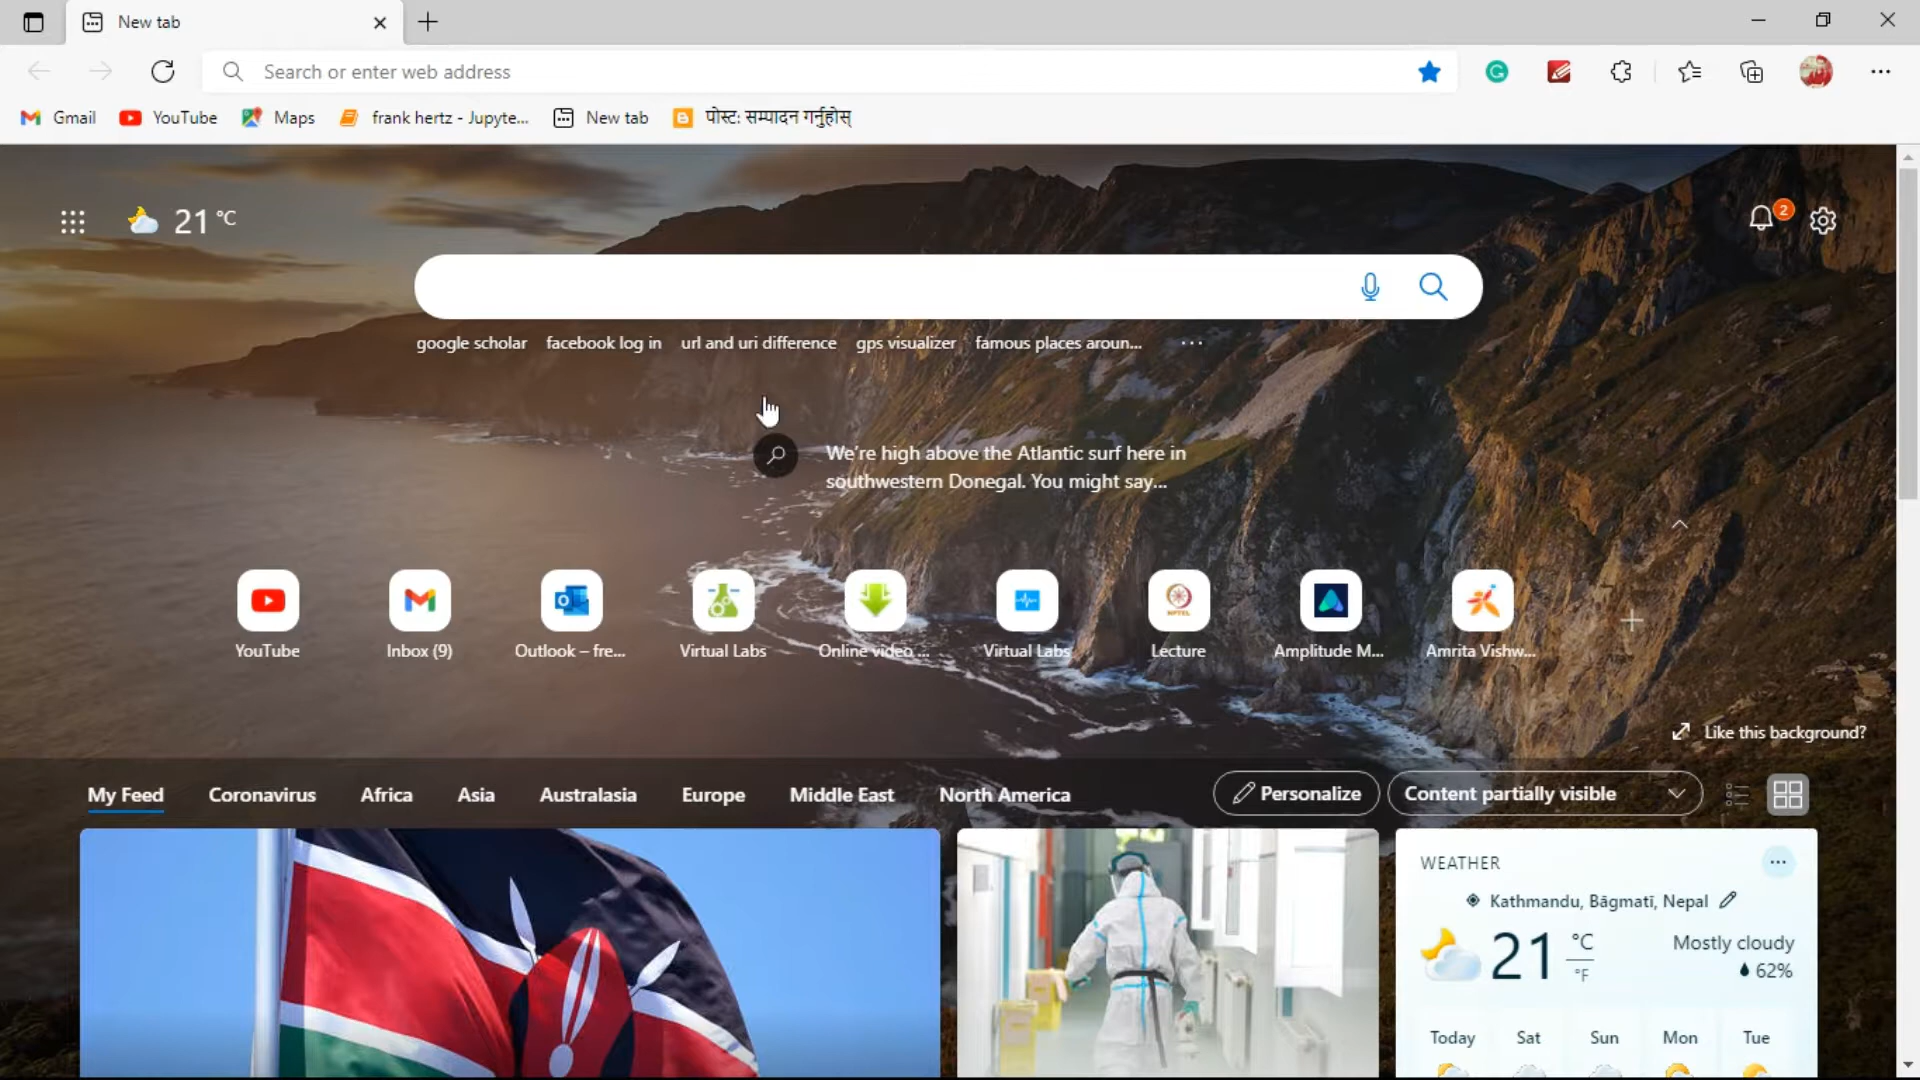 New tab
Search or enter web address
Gmail YouTube Maps frank hertz - Jupyte... New tab पोस्ट: सम्पादन गर्नुहोस्
21 °C
2
google scholar facebook log in url and uri difference gps visualizer famous places aroun... ...
We're high above the Atlantic surf here in
southwestern Donegal. You might say...
YouTube Inbox (9) Outlook – fre... Virtual Labs Online video ... Virtual Labs Lecture Amplitude M... Amrita Vishw...
NPTEL
Like this background?
My Feed Coronavirus Africa Asia Australasia Europe Middle East North America Personalize Content partially visible
WEATHER
Kathmandu, Bāgmatī, Nepal
21 °C
°F
Mostly cloudy
62%
Today Sat Sun Mon Tue